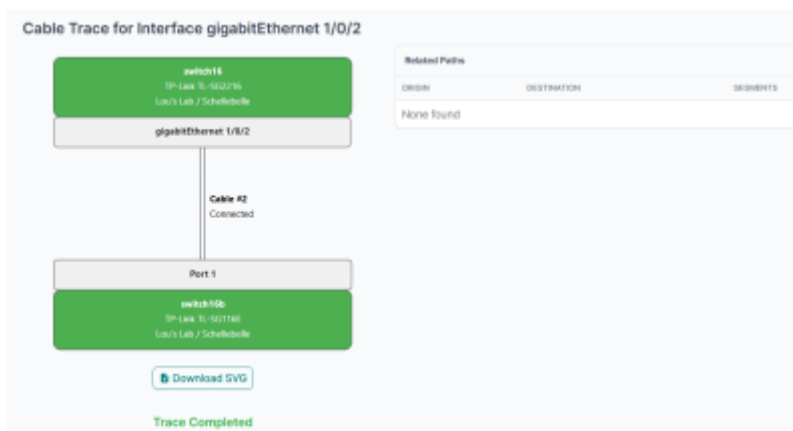 Cable Trace for Interface gigabitEthernet 1/0/2
switch16
TP-Link TL-SG2216
Lou's Lab / Schellebelle
gigabitEthernet 1/0/2
Cable #2
Connected
Port 1
switch16b
TP-Link TL-SG116E
Lou's Lab / Schellebelle
Download SVG
Trace Completed
Related Paths
ORIGIN DESTINATION SEGMENTS
None found